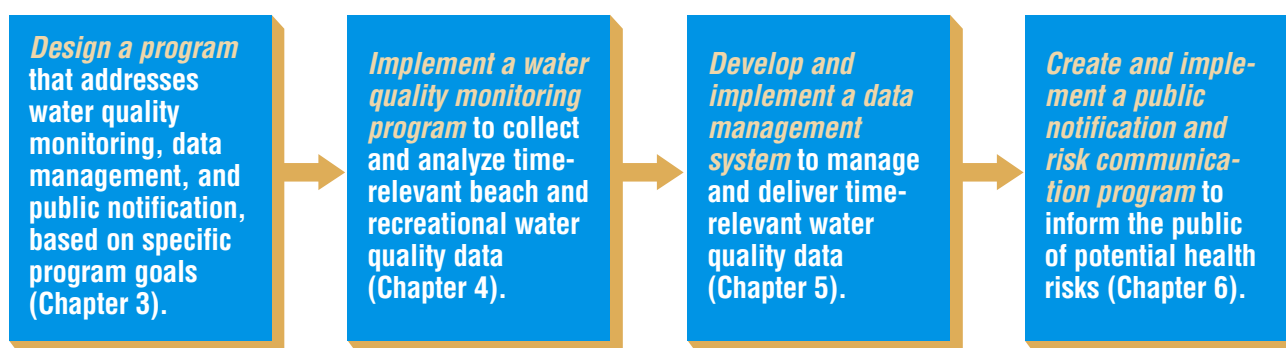 Design a program
that addresses
water quality
monitoring, data
management, and
public notification,
based on specific
program goals
(Chapter 3).
Implement a water
quality monitoring
program to collect
and analyze time-
relevant beach and
recreational water
quality data
(Chapter 4).
Develop and
implement a data
management
system to manage
and deliver time-
relevant water
quality data
(Chapter 5).
Create and imple-
ment a public
notification and
risk communica-
tion program to
inform the public
of potential health
risks (Chapter 6).